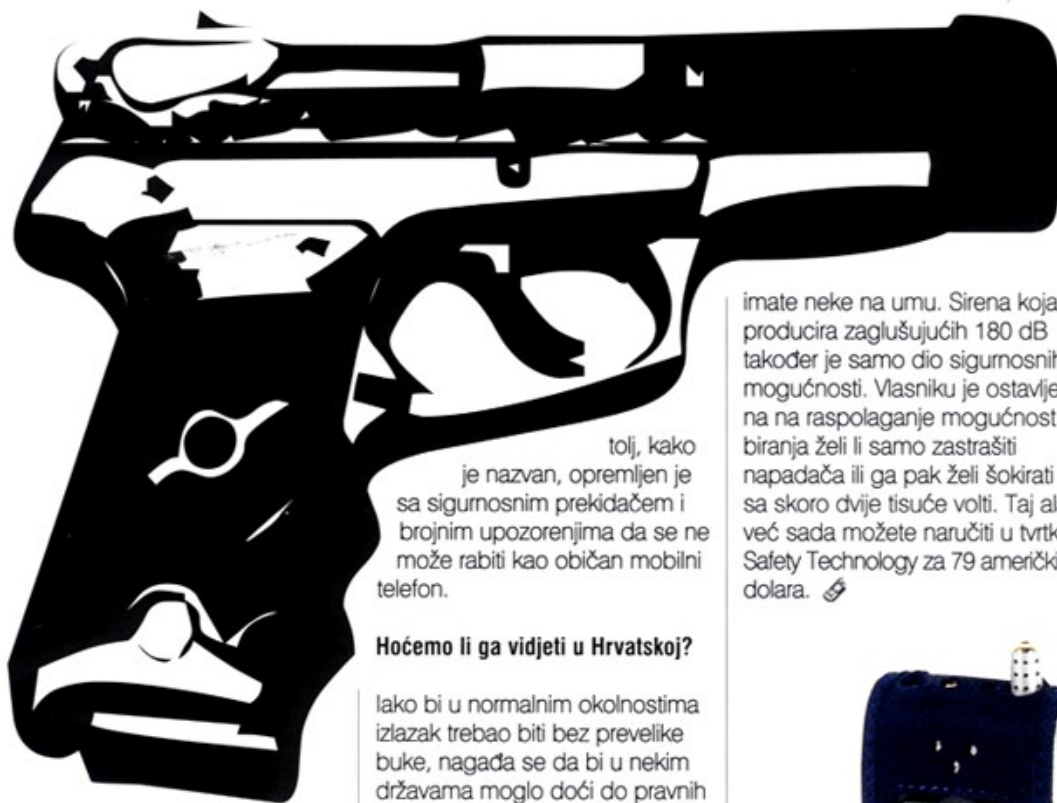 tolj, kako
je nazvan, opremljen je
sa sigurnosnim prekidačem i
brojnim upozorenjima da se ne
može rabiti kao običan mobilni
telefon.
Hoćemo li ga vidjeti u Hrvatskoj?
Iako bi u normalnim okolnostima
izlazak trebao biti bez prevelike
buke, nagađa se da bi u nekim
državama moglo doći do pravnih
imate neke na umu. Sirena koja
producira zaglušujućih 180 dB
također je samo dio sigurnosnih
mogućnosti. Vlasniku je ostavlje
na na raspolaganje mogućnost
biranja želi li samo zastrašiti
napadača ili ga pak želi šokirati
sa skoro dvije tisuće volti. Taj
već sada možete naručiti u
Safety Technology za 79
dolara.